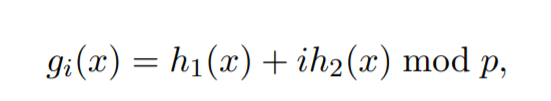 gᵢ(x) = h₁(x) + ih₂(x) mod p,